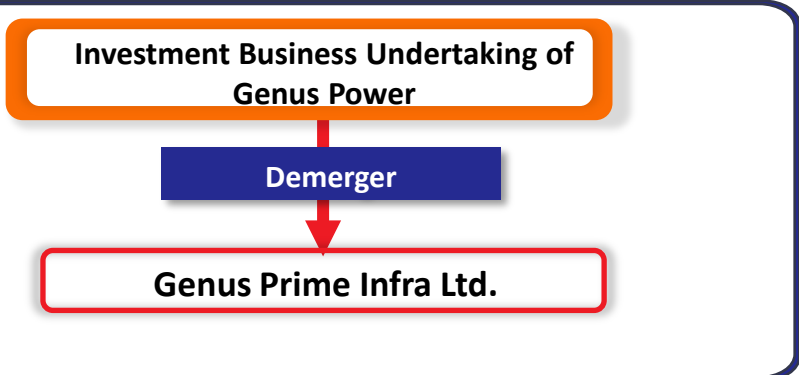 Investment Business Undertaking of
Genus Power
Demerger
Genus Prime Infra Ltd.